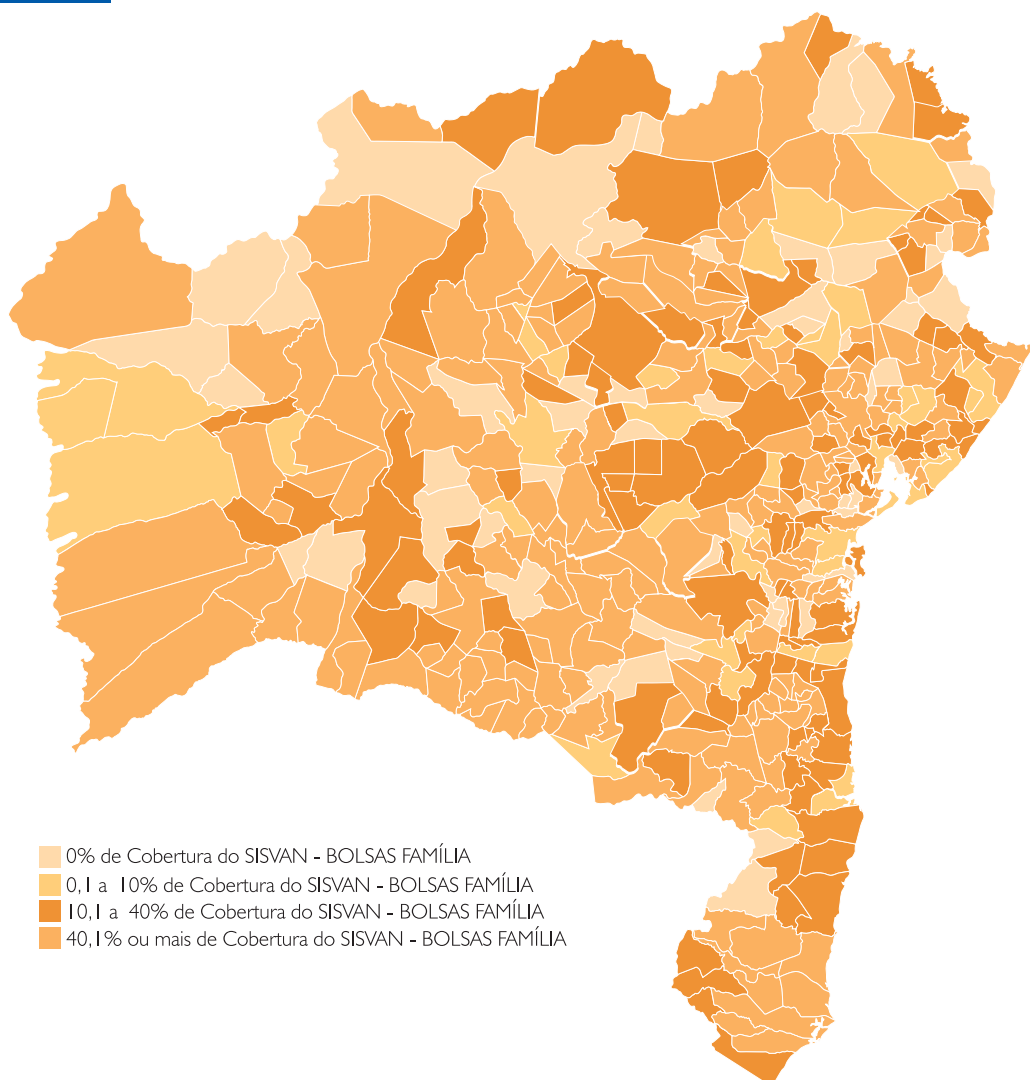 0% de Cobertura do SISVAN - BOLSAS FAMÍLIA
0,1 a 10% de Cobertura do SISVAN - BOLSAS FAMÍLIA
10,1 a 40% de Cobertura do SISVAN - BOLSAS FAMÍLIA
40,1% ou mais de Cobertura do SISVAN - BOLSAS FAMÍLIA